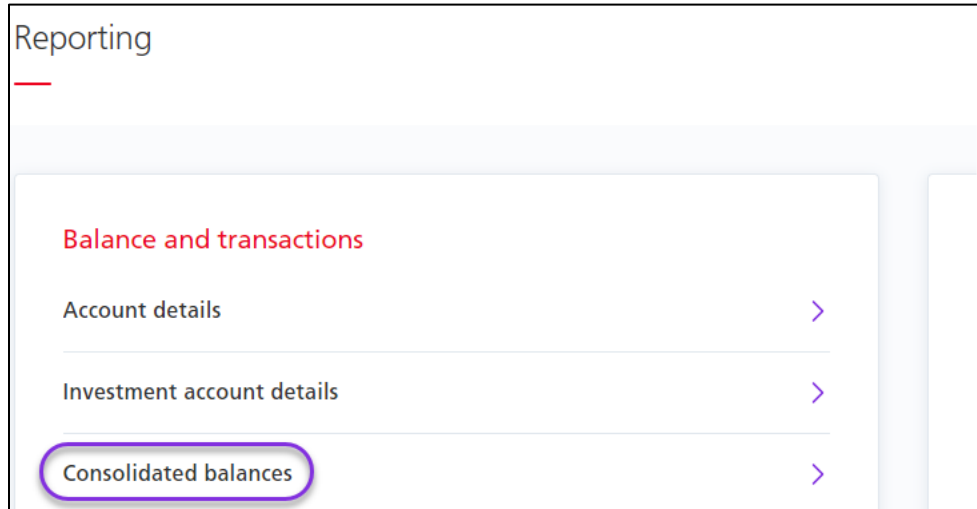 Reporting
Balance and transactions
Account details
Investment account details
Consolidated balances